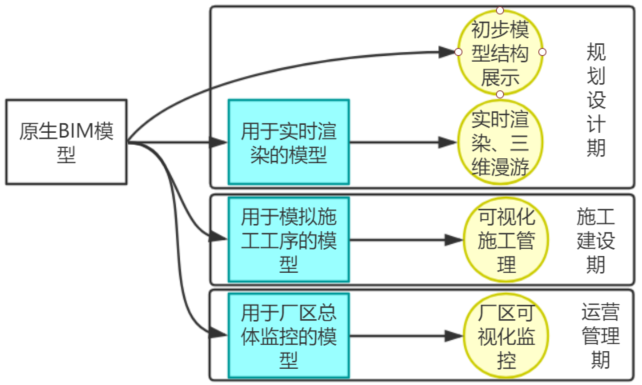 原生BIM模
型
初步模
型结构
展示
规
划
设
计
期
用于实时渲
染的模型
实时渲
染、三
维漫游
用于模拟施
工工序的模
型
可视化
施工管
理
施工
建设
期
用于厂区总
体监控的模
型
厂区可
视化监
控
运营
管理
期